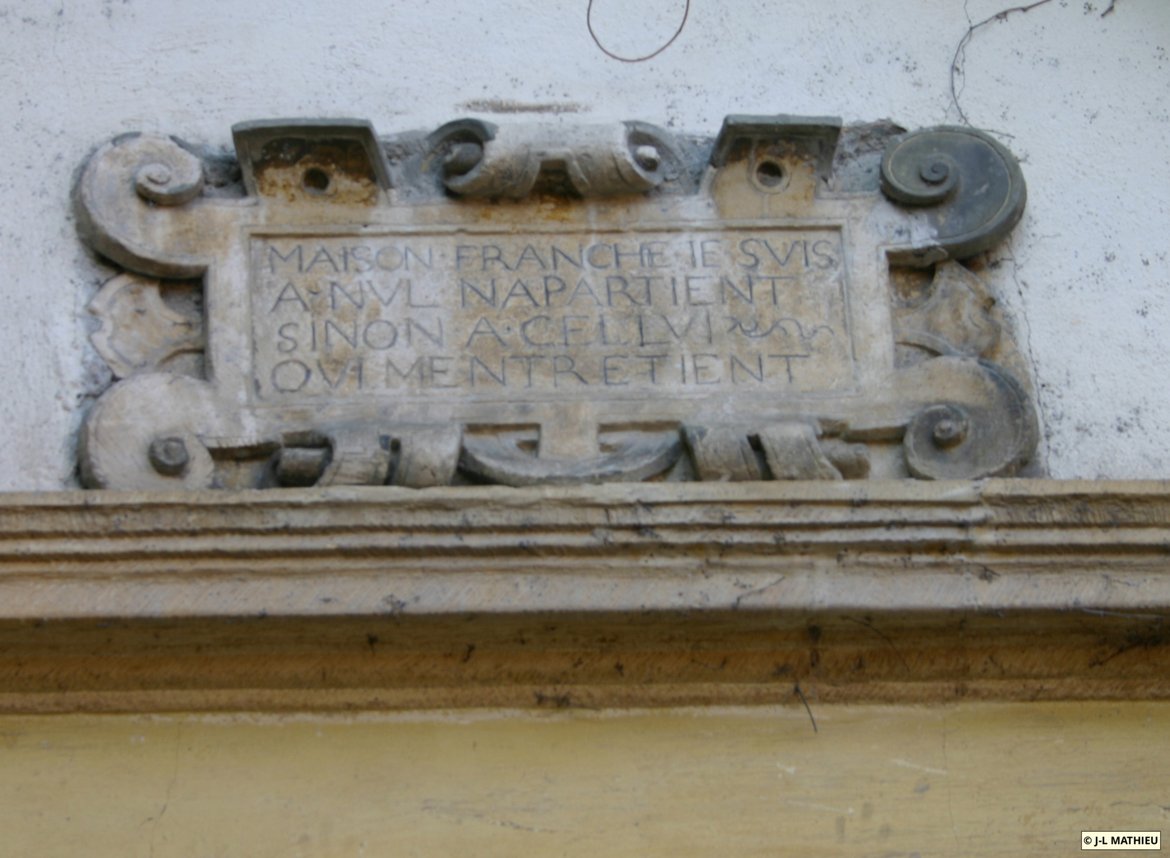 MAISON·FRANCHE·IE SVIS
A·NVL NAPARTIENT
SINON A·CELLVI
QVI MENTRETIENT
© J-L MATHIEU